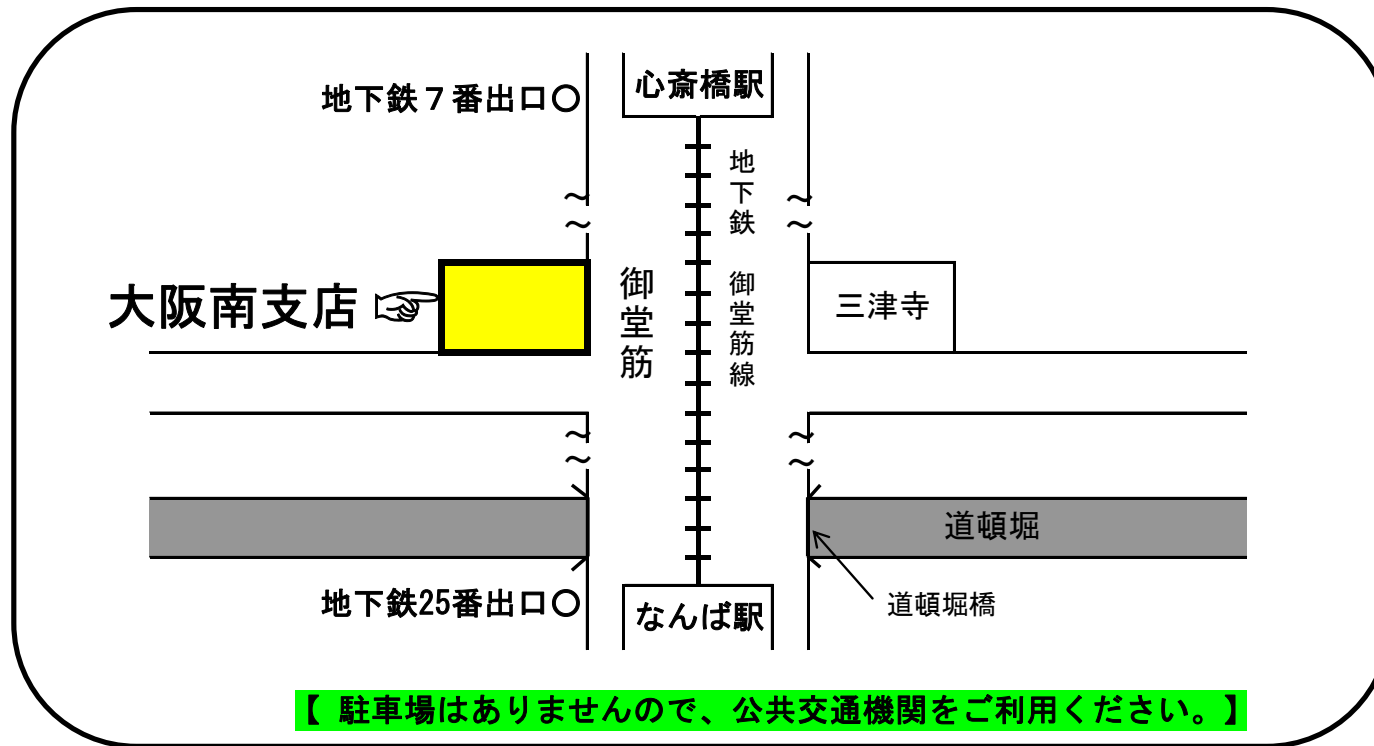 地下鉄７番出口○
心斎橋駅
地下鉄 御堂筋線
御堂筋
大阪南支店
三津寺
道頓堀
道頓堀橋
地下鉄25番出口○
なんば駅
【 駐車場はありませんので、公共交通機関をご利用ください。】